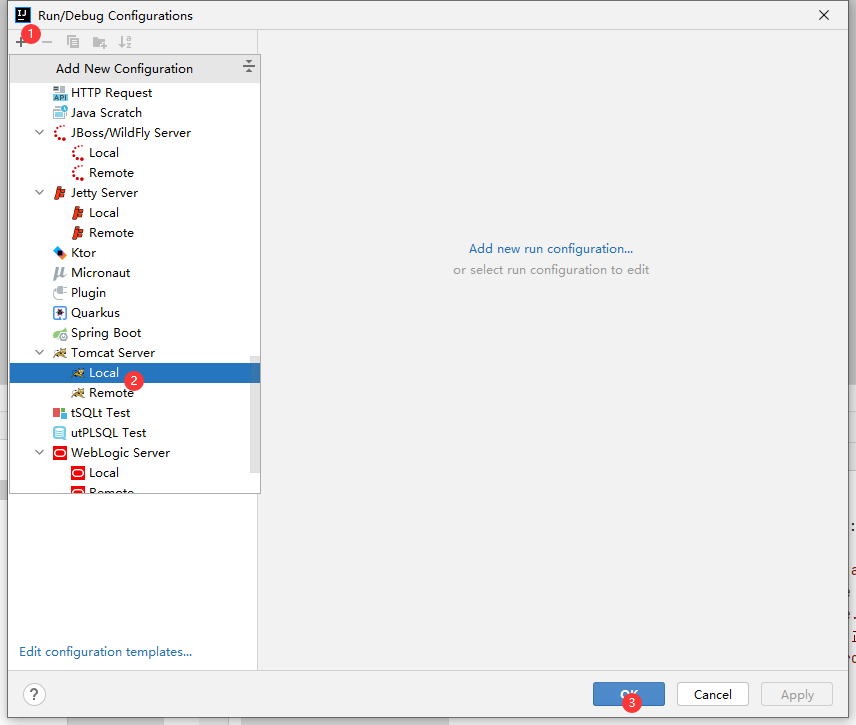 Run/Debug Configurations
1
Add New Configuration
HTTP Request
Java Scratch
JBoss/WildFly Server
Local
Remote
Jetty Server
Local
Remote
Ktor
Micronaut
Plugin
Quarkus
Spring Boot
Tomcat Server
Local
2
Remote
tSQLt Test
utPLSQL Test
WebLogic Server
Local
Remote
Add new run configuration...
or select run configuration to edit
Edit configuration templates...
?
OK
3
Cancel
Apply